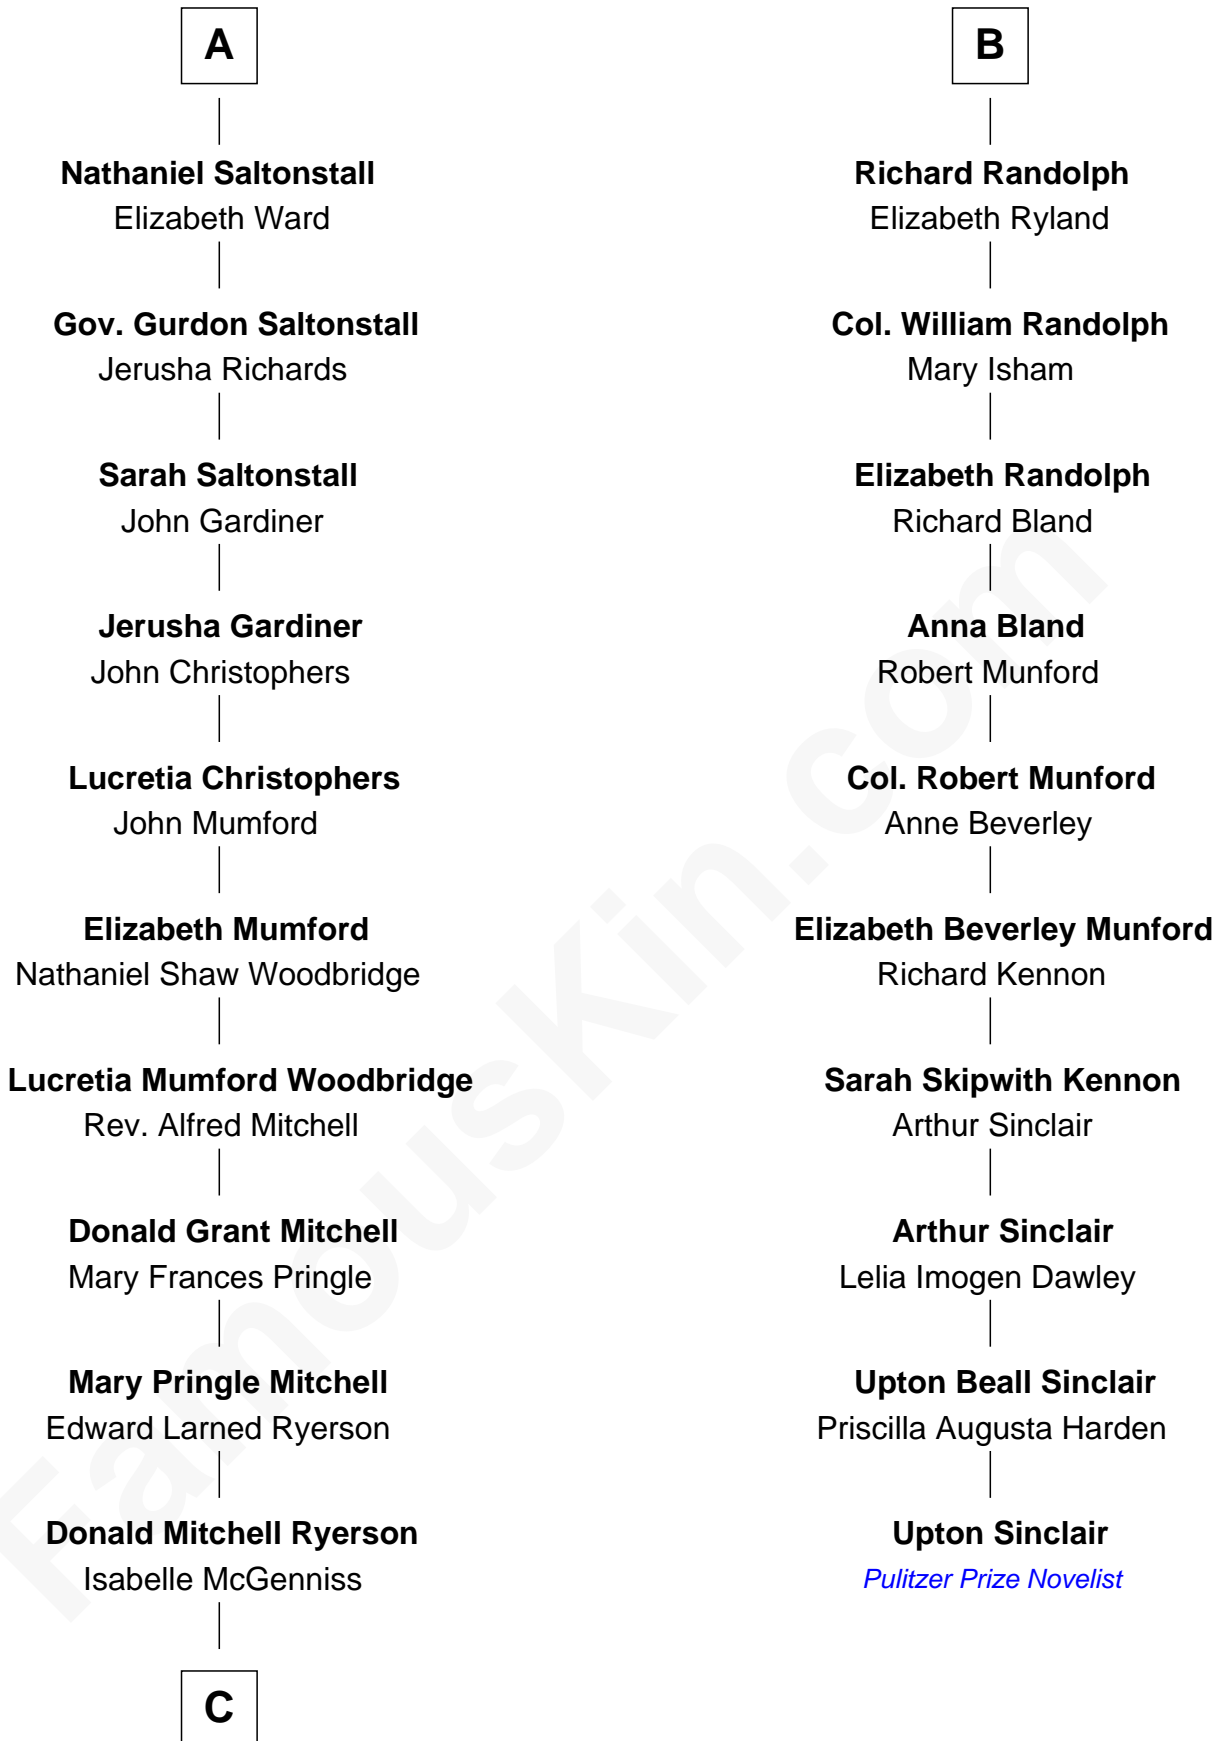 A
Nathaniel Saltonstall
Elizabeth Ward
Gov. Gurdon Saltonstall
Jerusha Richards
Sarah Saltonstall
John Gardiner
Jerusha Gardiner
John Christophers
Lucretia Christophers
John Mumford
Elizabeth Mumford
Nathaniel Shaw Woodbridge
Lucretia Mumford Woodbridge
Rev. Alfred Mitchell
Donald Grant Mitchell
Mary Frances Pringle
Mary Pringle Mitchell
Edward Larned Ryerson
Donald Mitchell Ryerson
Isabelle McGenniss
C
B
Richard Randolph
Elizabeth Ryland
Col. William Randolph
Mary Isham
Elizabeth Randolph
Richard Bland
Anna Bland
Robert Munford
Col. Robert Munford
Anne Beverley
Elizabeth Beverley Munford
Richard Kennon
Sarah Skipwith Kennon
Arthur Sinclair
Arthur Sinclair
Lelia Imogen Dawley
Upton Beall Sinclair
Priscilla Augusta Harden
Upton Sinclair
Pulitzer Prize Novelist
FamousKin.com